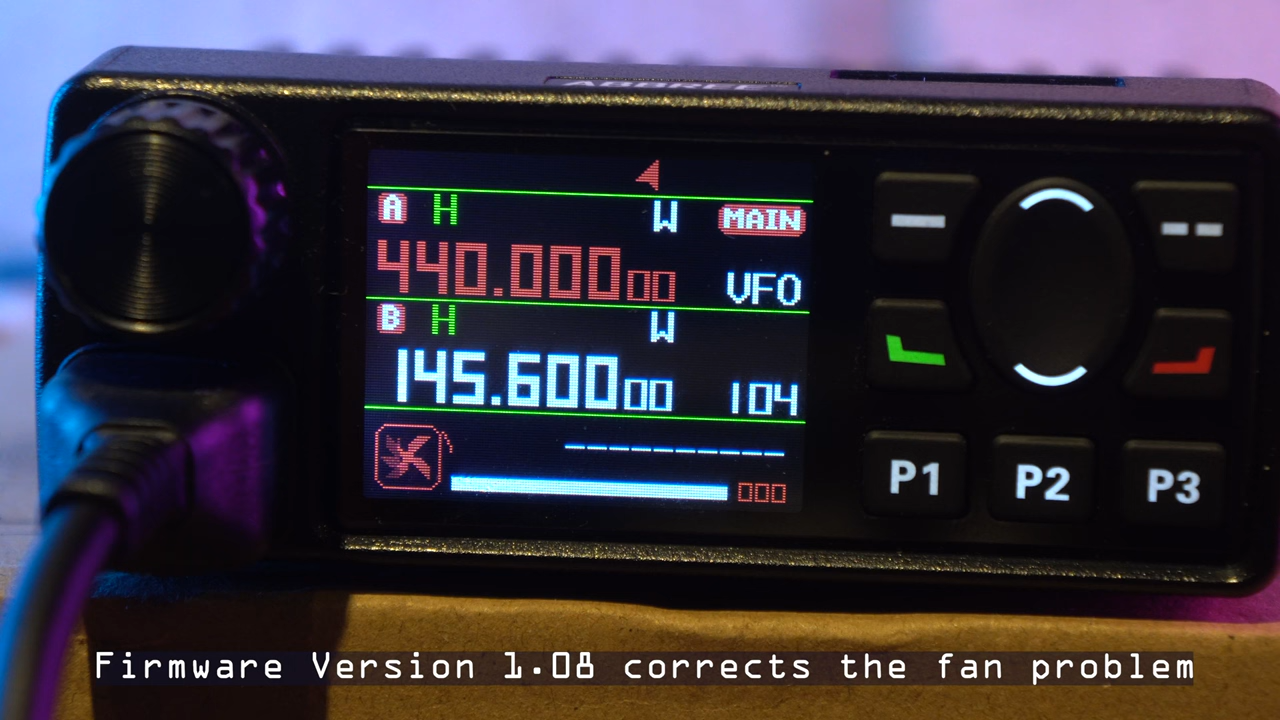 A H W MAIN
440.00000 VFO
B H W
145.60000 104
000
P1 P2 P3
Firmware Version 1.08 corrects the fan problem